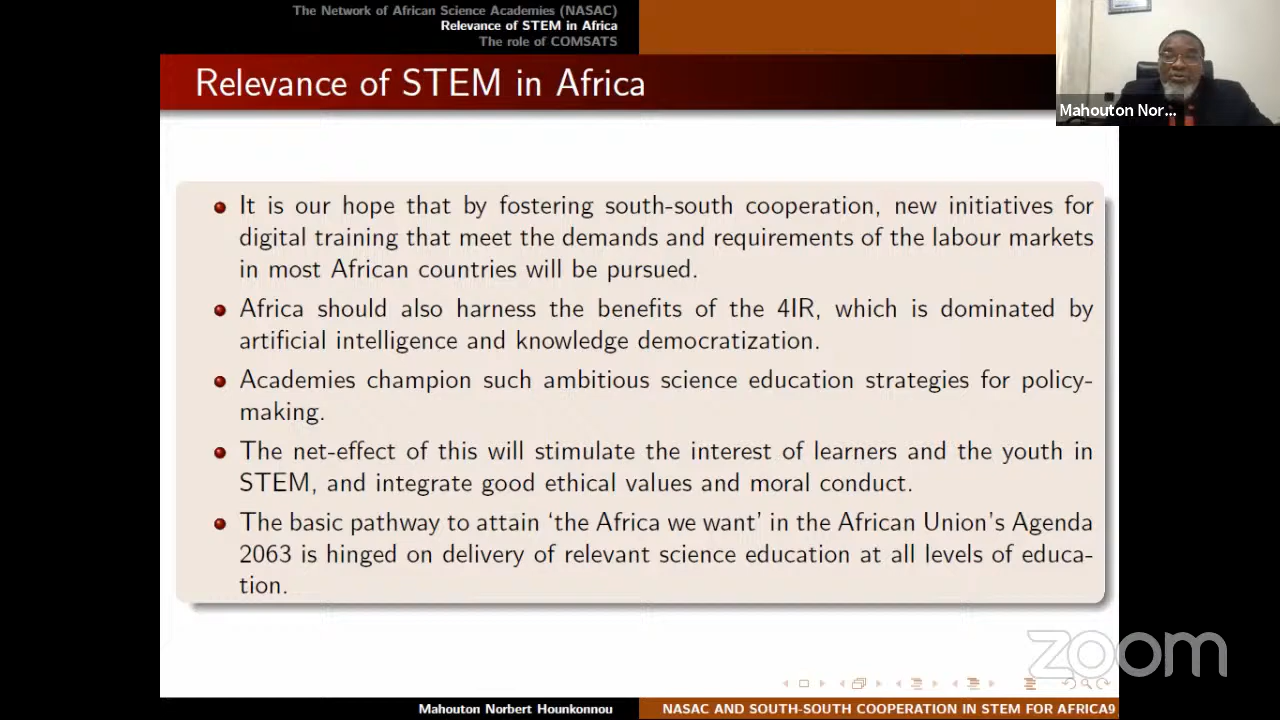 The Network of African Science Academies (NASAC)
Relevance of STEM in Africa
The role of COMSATS
Relevance of STEM in Africa
Mahouton Nor...
It is our hope that by fostering south-south cooperation, new initiatives for
digital training that meet the demands and requirements of the labour markets
in most African countries will be pursued.
Africa should also harness the benefits of the 4IR, which is dominated by
artificial intelligence and knowledge democratization.
Academies champion such ambitious science education strategies for policy-
making.
The net-effect of this will stimulate the interest of learners and the youth in
STEM, and integrate good ethical values and moral conduct.
The basic pathway to attain ‘the Africa we want’ in the African Union’s Agenda
2063 is hinged on delivery of relevant science education at all levels of educa-
tion.
zoom
Mahouton Norbert Hounkonnou
NASAC AND SOUTH-SOUTH COOPERATION IN STEM FOR AFRICA9